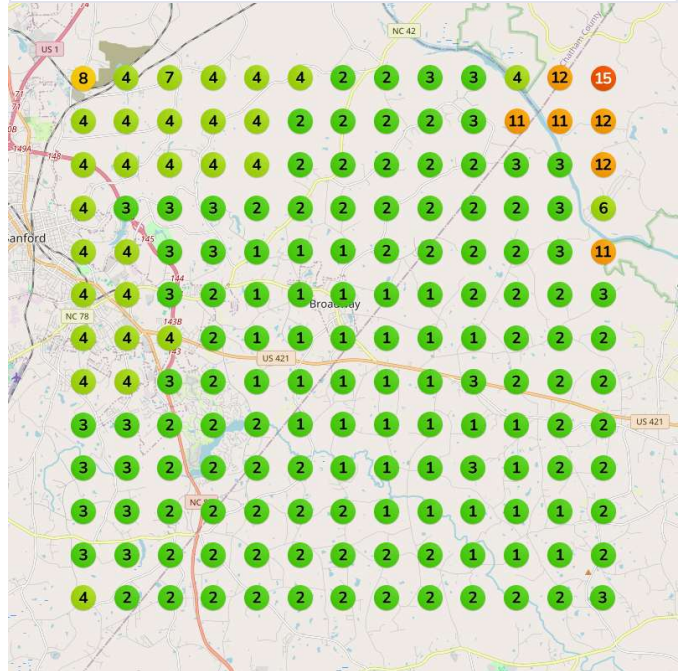 NC 42
Chatham County
US 1
74
8 4 7 4 4 4 2 2 3 3 4 12 15
71
4 4 4 4 4 2 2 2 2 3 11 11 12
149A 148
4 4 4 4 4 2 2 2 2 2 3 3 12
4 3 3 3 2 2 2 2 2 2 2 3 6
anford
145
4 4 3 3 1 1 1 2 2 2 2 3 11
144
4 4 3 2 1 1 1 1 1 2 2 2 3
Broadway
NC 78
143B
4 4 4 2 1 1 1 1 1 1 2 2 2
143
US 421
4 4 3 2 1 1 1 1 1 3 2 2 2
3 3 2 2 2 1 1 1 1 1 1 2 2
US 421
3 3 2 2 2 2 1 1 1 3 1 2 2
NC
3 3 2 2 2 2 2 1 1 1 1 1 2
3 3 2 2 2 2 2 2 2 1 1 1 2
4 2 2 2 2 2 2 2 2 2 2 2 3